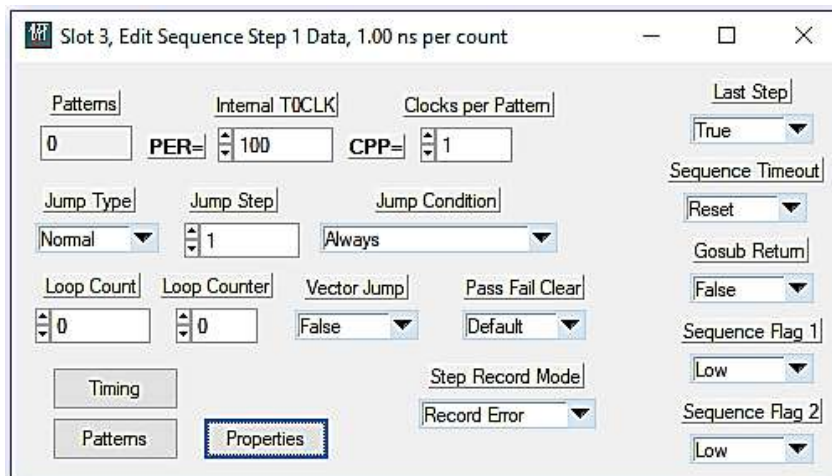 Slot 3, Edit Sequence Step 1 Data, 1.00 ns per count
Patterns Internal T0CLK Clocks per Pattern Last Step
0 PER= 100 CPP= 1 True
Sequence Timeout
Jump Type Jump Step Jump Condition Reset
Normal 1 Always
Gosub Return
Loop Count Loop Counter Vector Jump Pass Fail Clear False
0 0 False Default
Sequence Flag 1
Step Record Mode Low
Timing Record Error
Sequence Flag 2
Patterns Properties Low